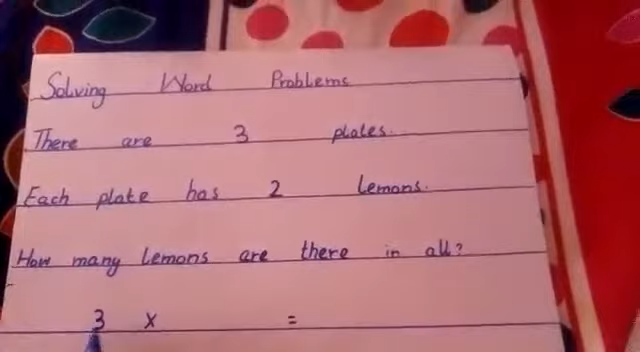 Solving Word Problems
There are 3 plates.
Each plate has 2 lemons.
How many lemons are there in all?
3 x =